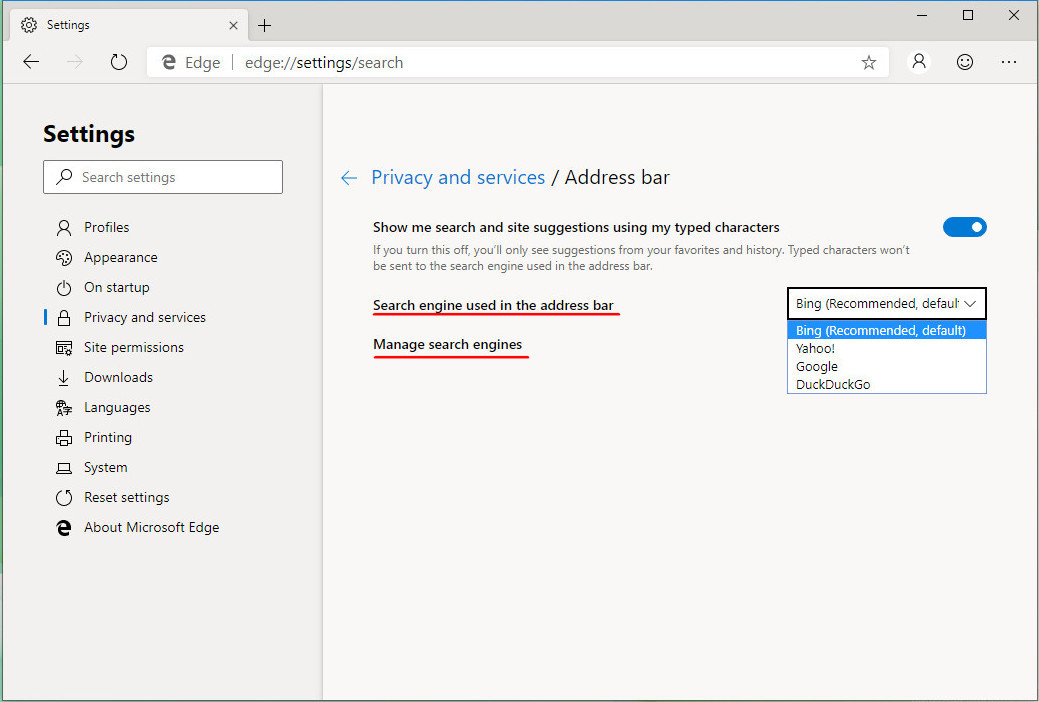 Settings
Edge
edge://settings/search
Settings
Search settings
Profiles
Appearance
On startup
Privacy and services
Site permissions
Downloads
Languages
Printing
System
Reset settings
About Microsoft Edge
Privacy and services / Address bar
Show me search and site suggestions using my typed characters
If you turn this off, you'll only see suggestions from your favorites and history. Typed characters won't
be sent to the search engine used in the address bar.
Search engine used in the address bar
Bing (Recommended, defaul
Bing (Recommended, default)
Yahoo!
Google
DuckDuckGo
Manage search engines